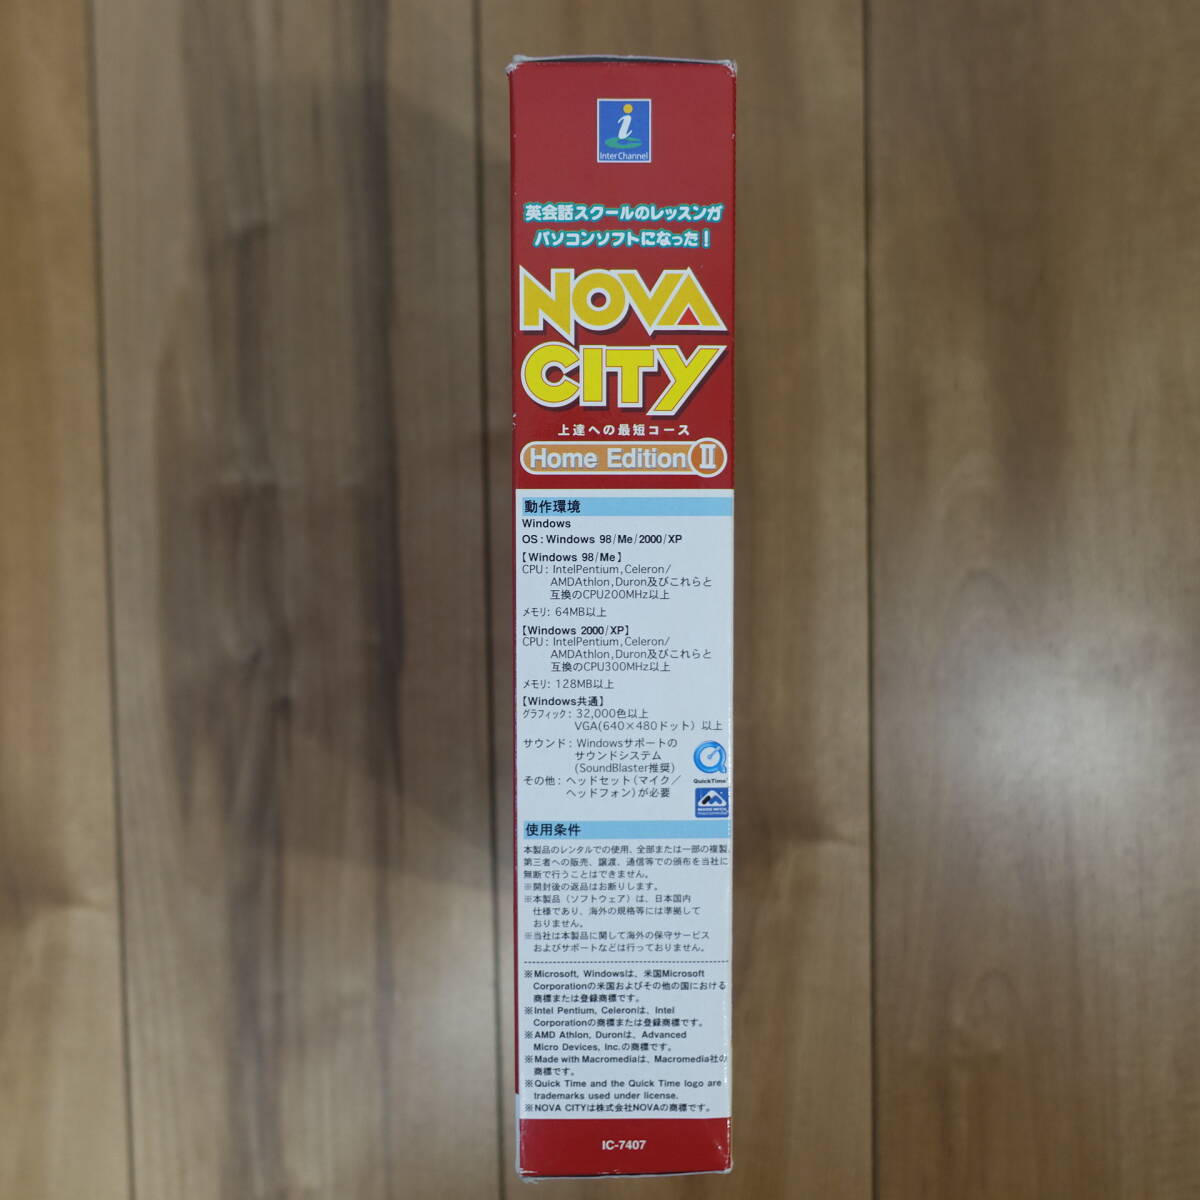 i
InterChannel
英会話スクールのレッスンが
パソコンソフトになった!
NOVA
CITY
上達への最短コース
Home Edition II
動作環境
Windows
OS:Windows 98/Me/2000/XP
【Windows 98/Me】
CPU:IntelPentium,Celeron/
AMDAthlon,Duron及びこれらと
互換のCPU200MHz以上
メモリ:64MB以上
【Windows 2000/XP】
CPU:IntelPentium,Celeron/
AMDAthlon,Duron及びこれらと
互換のCPU300MHz以上
メモリ:128MB以上
【Windows共通】
グラフィック:32,000色以上
VGA(640×480ドット)以上
サウンド:Windowsサポートの
サウンドシステム
(SoundBlaster推奨)
その他:ヘッドセット(マイク/
ヘッドフォン)が必要
QuickTime
使用条件
本製品のレンタルでの使用、全部または一部の複製、
第三者への販売、譲渡、通信等での頒布を当社に
無断で行うことはできません。
※開封後の返品はお断りします。
※本製品(ソフトウェア)は、日本国内
仕様であり、海外の規格等には準拠して
おりません。
※当社は本製品に関して海外の保守サービス
およびサポートなどは行っておりません。
※Microsoft, Windowsは、米国Microsoft
Corporationの米国およびその他の国における
商標または登録商標です。
※Intel Pentium, Celeronは、Intel
Corporationの商標または登録商標です。
※AMD Athlon, Duronは、Advanced
Micro Devices, Inc.の商標です。
※Made with Macromediaは、Macromedia社の
商標です。
※Quick Time and the Quick Time logo are
trademarks used under license.
※NOVA CITYは株式会社NOVAの商標です。
IC-7407